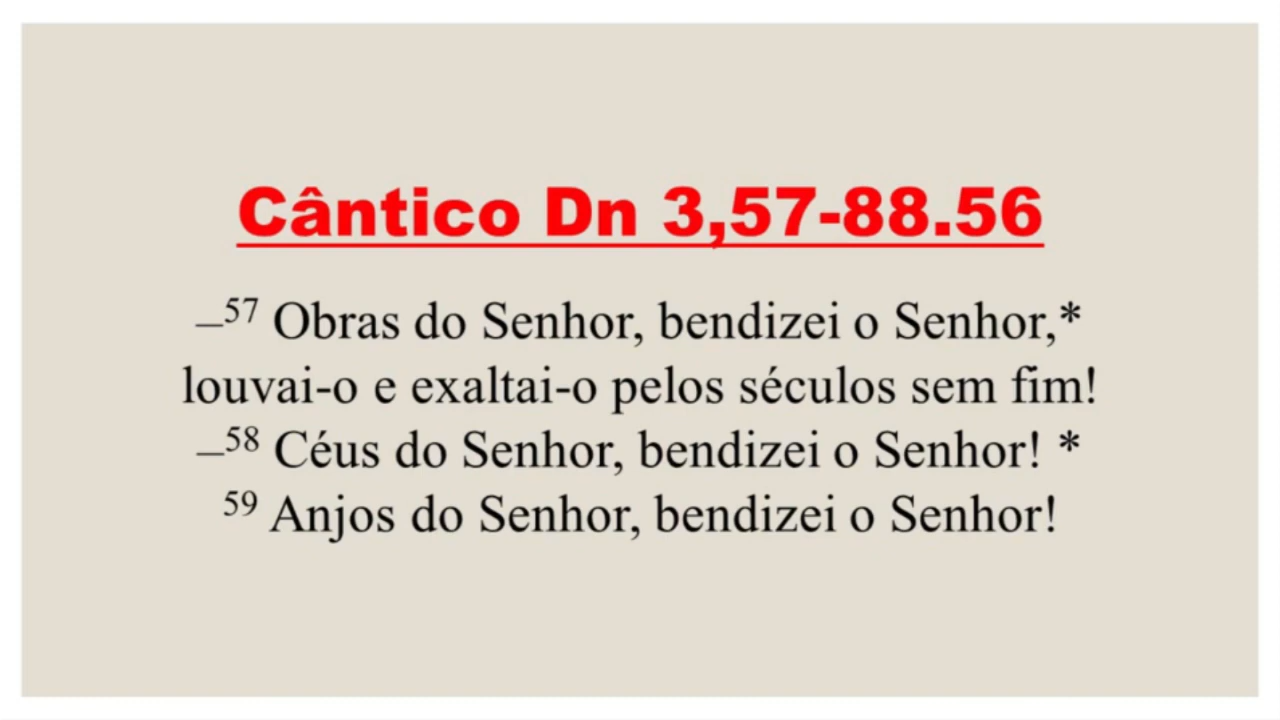 Cântico Dn 3,57-88.56
–57 Obras do Senhor, bendizei o Senhor,*
louvai-o e exaltai-o pelos séculos sem fim!
–58 Céus do Senhor, bendizei o Senhor! *
59 Anjos do Senhor, bendizei o Senhor!